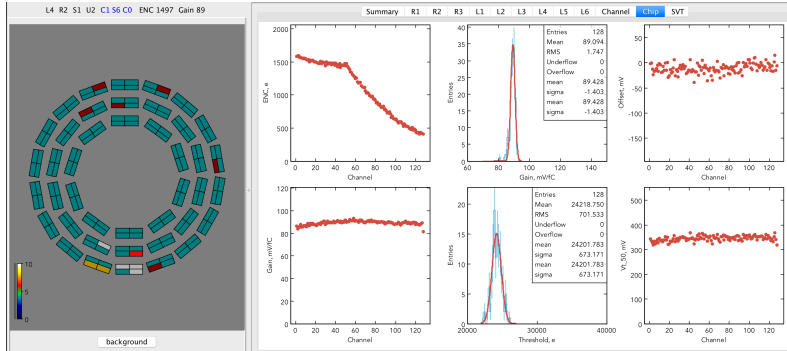 L4 R2 S1 U2 C1 S6 C0 ENC 1497 Gain 89
10
5
0
background
Summary R1 R2 R3 L1 L2 L3 L4 L5 L6 Channel Chip SVT
ENC, e
2000
1500
1000
500
0
0 20 40 60 80 100 120
Channel
Entries
40
35
30
25
20
15
10
5
0
60 80 100 120 140
Gain, mV/fC
Entries 128
Mean 89.094
RMS 1.747
Underflow 0
Overflow 0
mean 89.428
sigma -1.403
mean 89.428
sigma -1.403
Offset, mV
50
0
-50
-100
-150
0 20 40 60 80 100 120
Channel
Gain, mV/fC
120
100
80
60
40
20
0
0 20 40 60 80 100 120
Channel
Entries
20
15
10
5
0
20000 30000 40000
Threshold, e
Entries 128
Mean 24218.750
RMS 701.533
Underflow 0
Overflow 0
mean 24201.783
sigma 673.171
mean 24201.783
sigma 673.171
Vt_50, mV
500
400
300
200
100
0
0 20 40 60 80 100 120
Channel